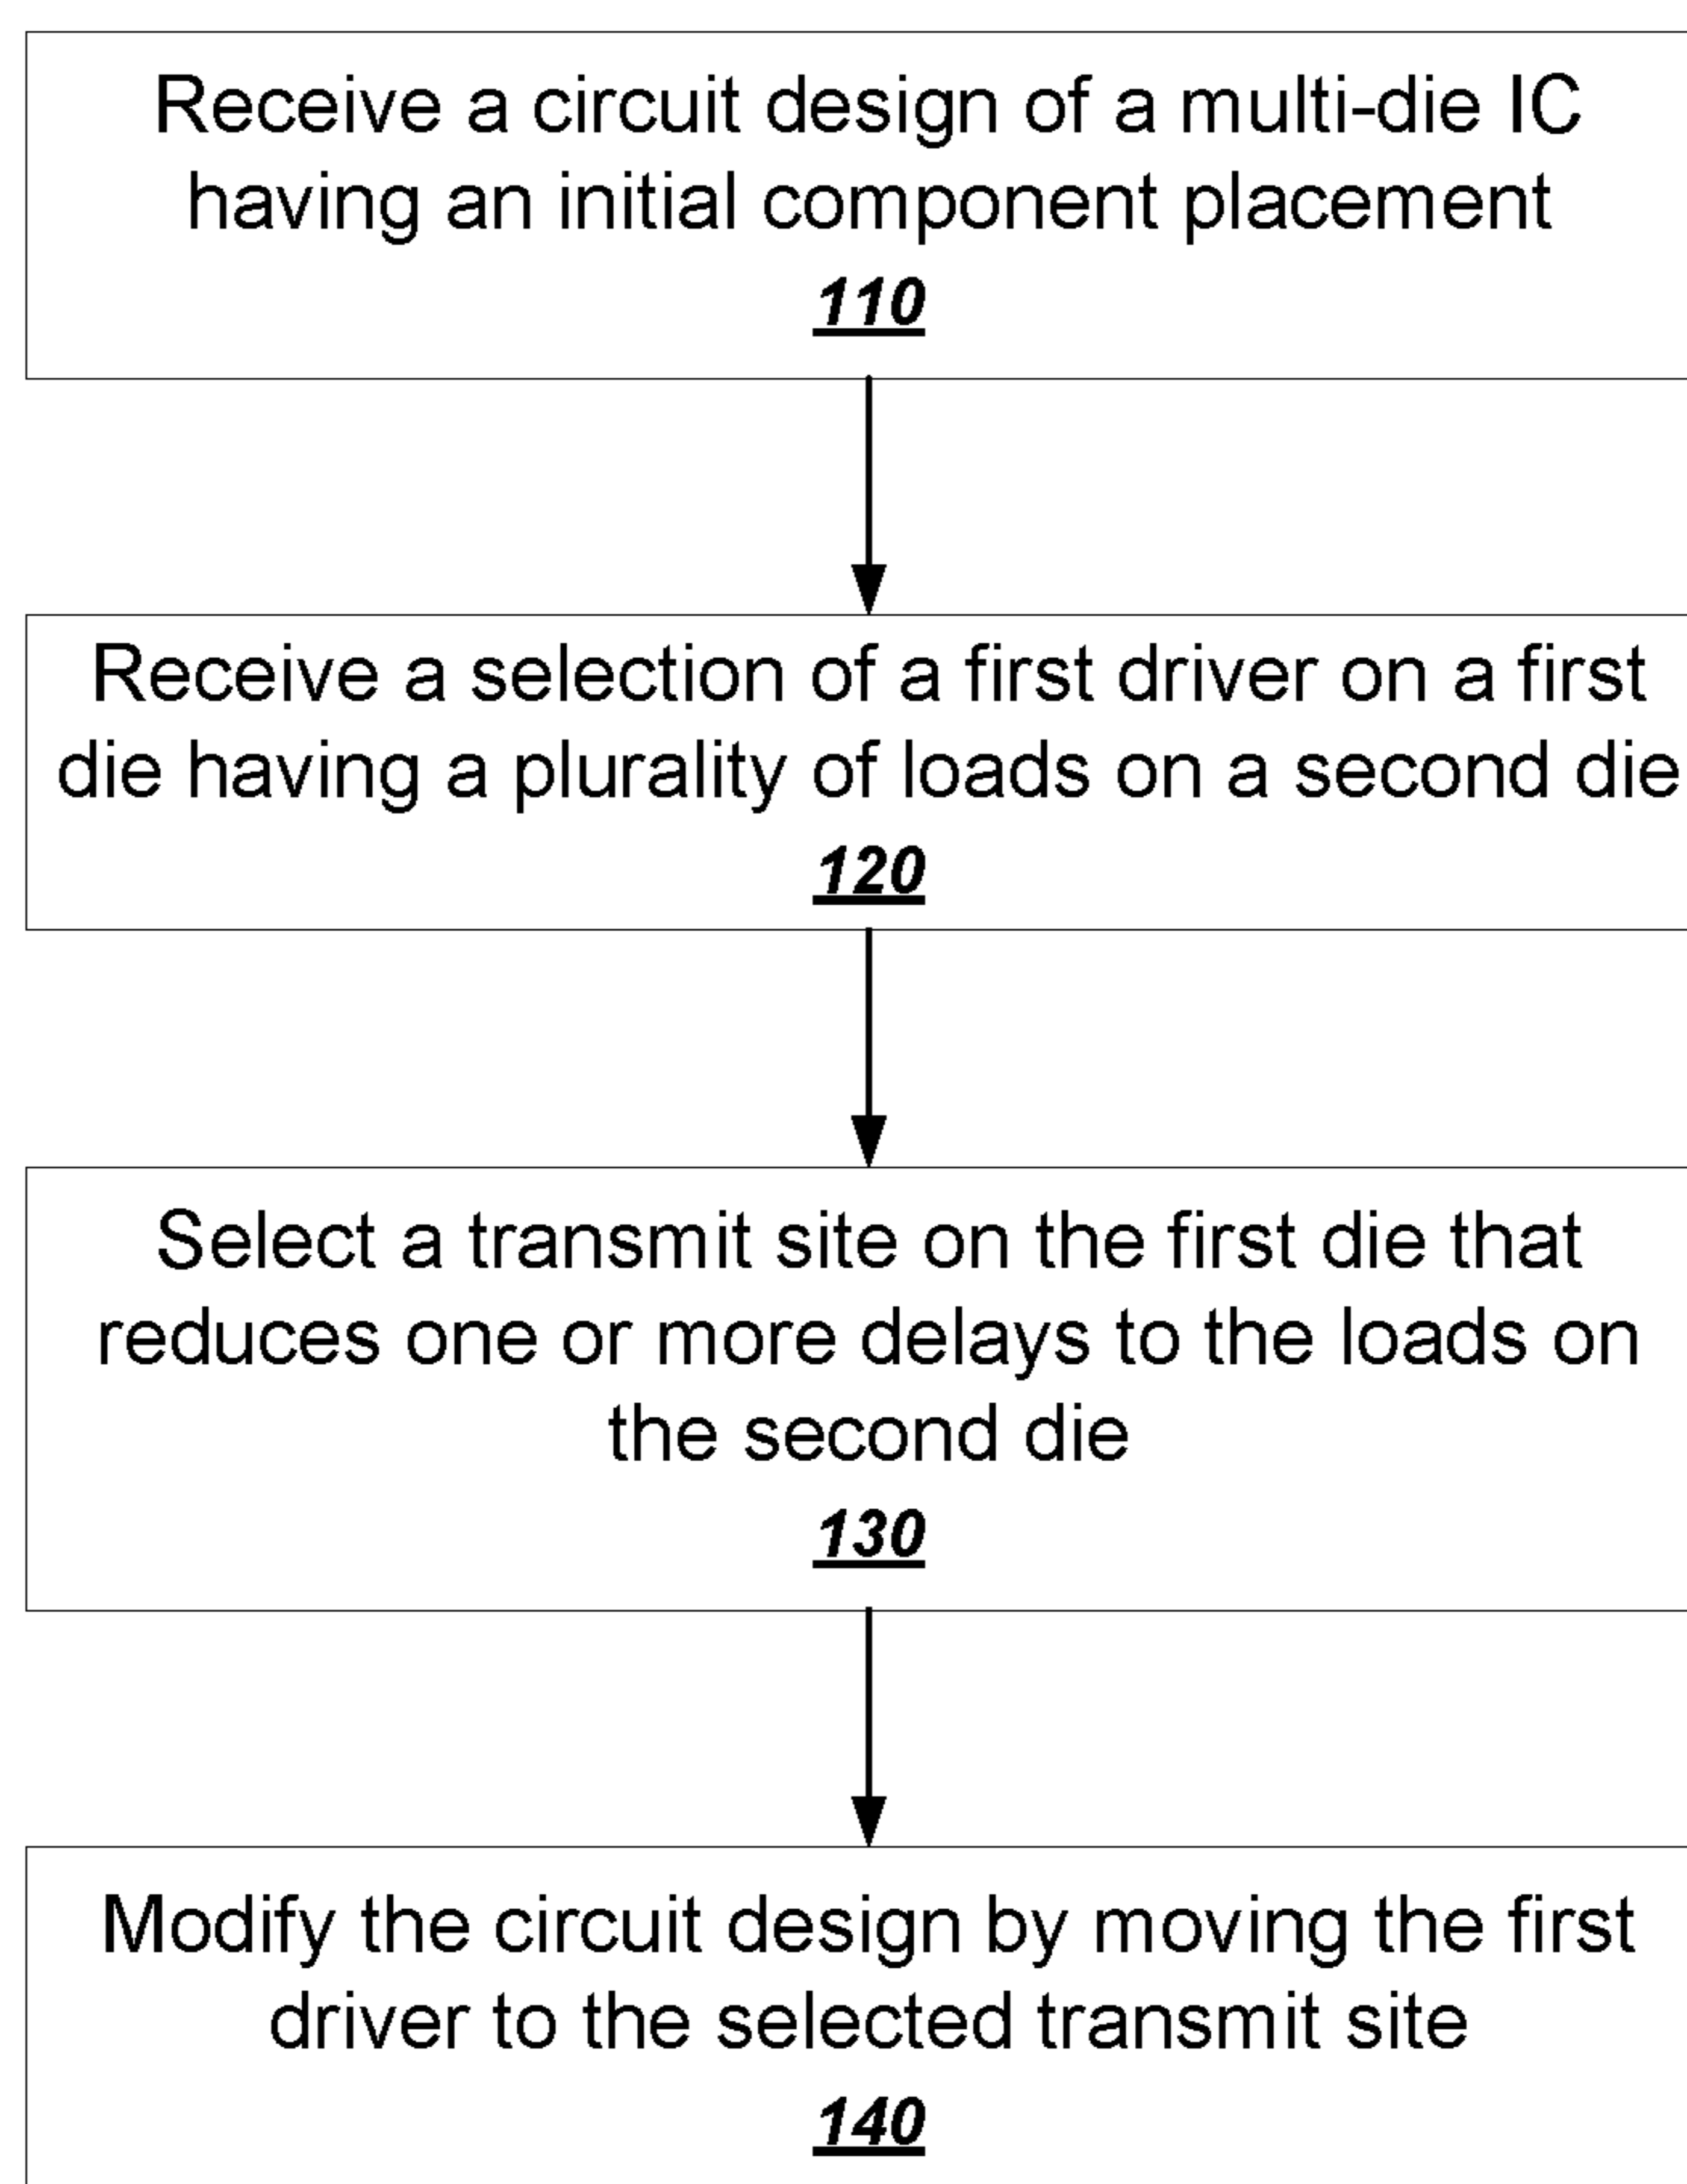 Receive a circuit design of a multi-die IC
having an initial component placement
110
Receive a selection of a first driver on a first
die having a plurality of loads on a second die
120
Select a transmit site on the first die that
reduces one or more delays to the loads on
the second die
130
Modify the circuit design by moving the first
driver to the selected transmit site
140